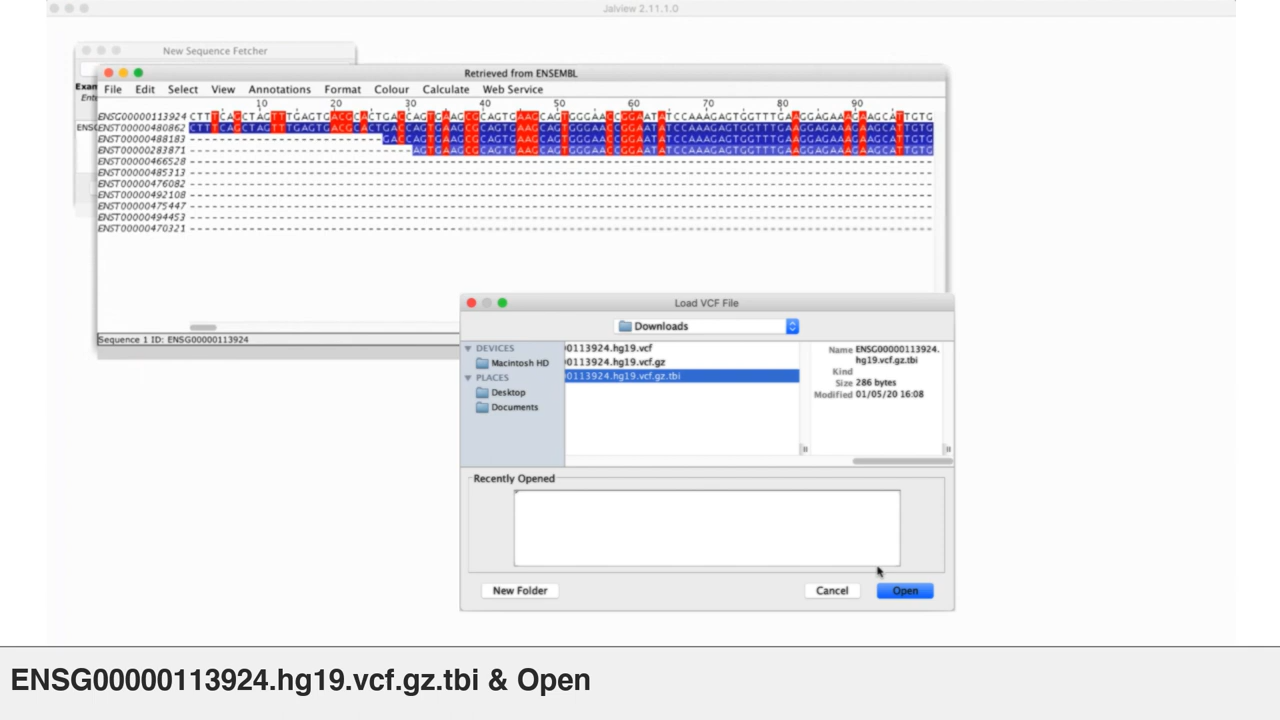 Jalview 2.11.1.0
New Sequence Fetcher
Retrieved from ENSEMBL
File Edit Select View Annotations Format Colour Calculate Web Service
10 20 30 40 50 60 70 80 90
ENSG00000113924
ENST00000480862
ENST00000488183
ENST00000283871
ENST00000466528
ENST00000485313
ENST00000476082
ENST00000492108
ENST00000475447
ENST00000494453
ENST00000470321
Sequence 1 ID: ENSG00000113924
Load VCF File
Downloads
DEVICES
Macintosh HD
PLACES
Desktop
Documents
00113924.hg19.vcf
00113924.hg19.vcf.gz
00113924.hg19.vcf.gz.tbi
Name ENSG00000113924.
hg19.vcf.gz.tbi
Kind
Size 286 bytes
Modified 01/05/20 16:08
Recently Opened
New Folder Cancel Open
ENSG00000113924.hg19.vcf.gz.tbi & Open